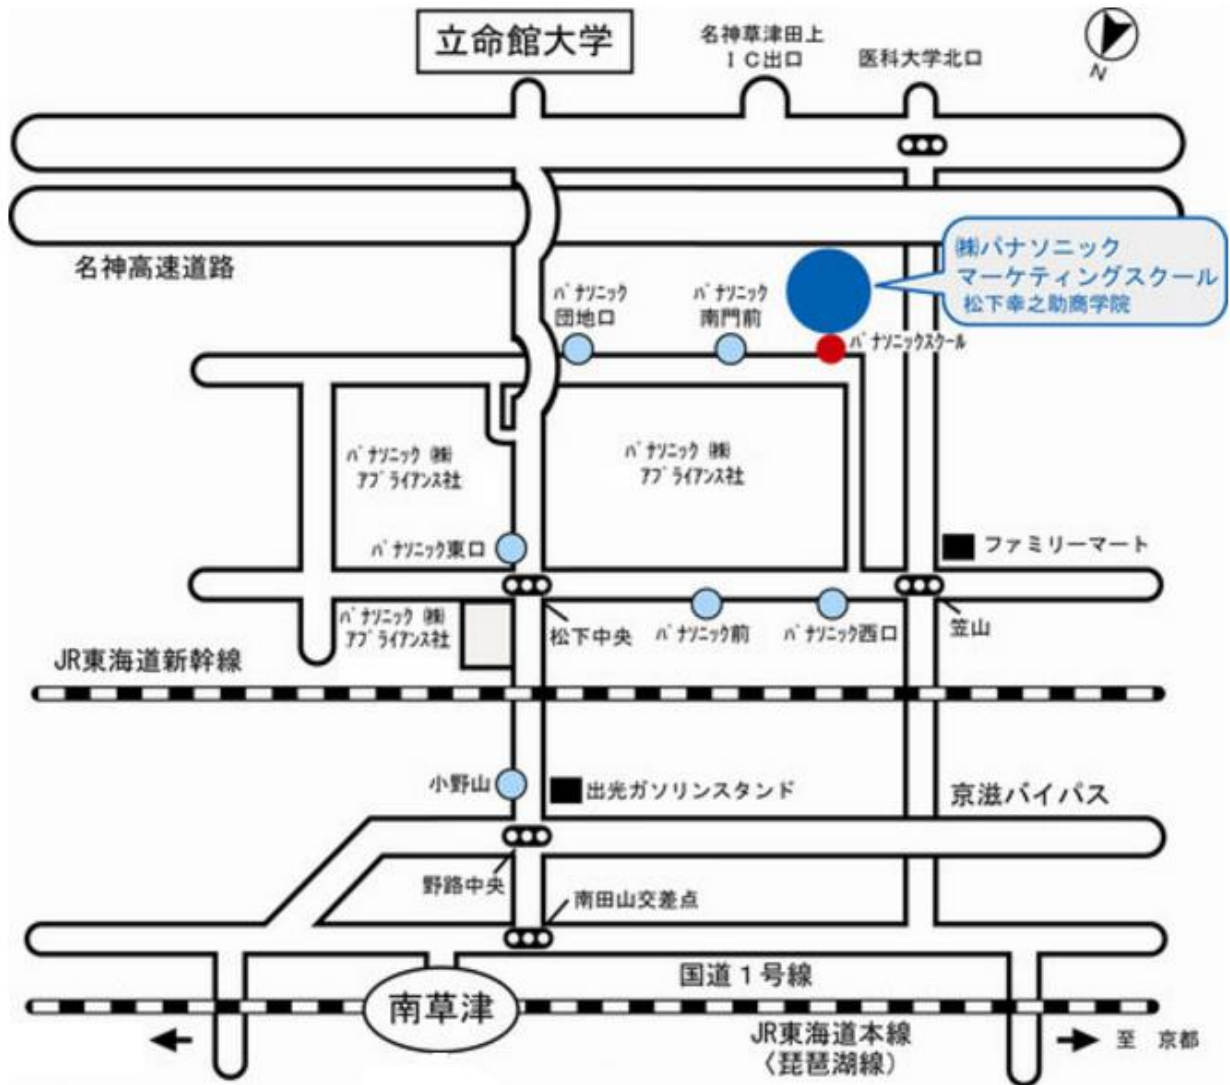 立命館大学
名神草津田上
ＩＣ出口
医科大学北口
N
名神高速道路
㈱パナソニック
マーケティングスクール
松下幸之助商学院
ﾊﾟﾅｿﾆｯｸ
団地口
ﾊﾟﾅｿﾆｯｸ
南門前
ﾊﾟﾅｿﾆｯｸスクール
ﾊﾟﾅｿﾆｯｸ ㈱
ｱﾌﾟﾗｲｱﾝｽ社
ﾊﾟﾅｿﾆｯｸ ㈱
ｱﾌﾟﾗｲｱﾝｽ社
ﾊﾟﾅｿﾆｯｸ東口
ファミリーマート
ﾊﾟﾅｿﾆｯｸ ㈱
ｱﾌﾟﾗｲｱﾝｽ社
松下中央
ﾊﾟﾅｿﾆｯｸ前
ﾊﾟﾅｿﾆｯｸ西口
笠山
JR東海道新幹線
小野山
出光ガソリンスタンド
京滋バイパス
野路中央
南田山交差点
国道１号線
南草津
JR東海道本線
〈琵琶湖線〉
至 京都